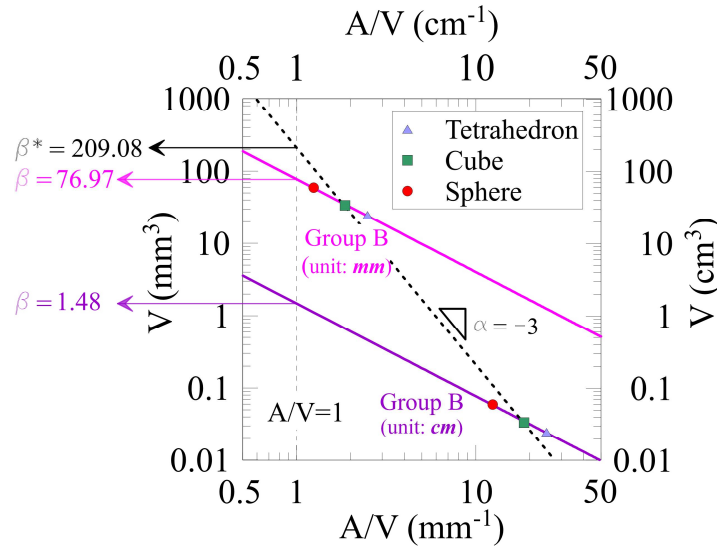 A/V (cm⁻¹)
0.5 1 10 50
1000 1000
β* = 209.08
100 100
β = 76.97
10 10
β = 1.48
1 1
0.1 0.1
0.01 0.01
V (mm³)
V (cm³)
Tetrahedron
Cube
Sphere
Group B
(unit: mm)
α = −3
Group B
(unit: cm)
A/V=1
0.5 1 10 50
A/V (mm⁻¹)